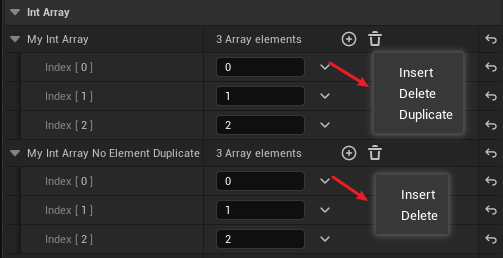 Int Array
My Int Array 3 Array elements
Index [ 0 ] 0
Insert
Index [ 1 ] 1
Delete
Duplicate
Index [ 2 ] 2
My Int Array No Element Duplicate 3 Array elements
Index [ 0 ] 0
Insert
Index [ 1 ] 1
Delete
Index [ 2 ] 2